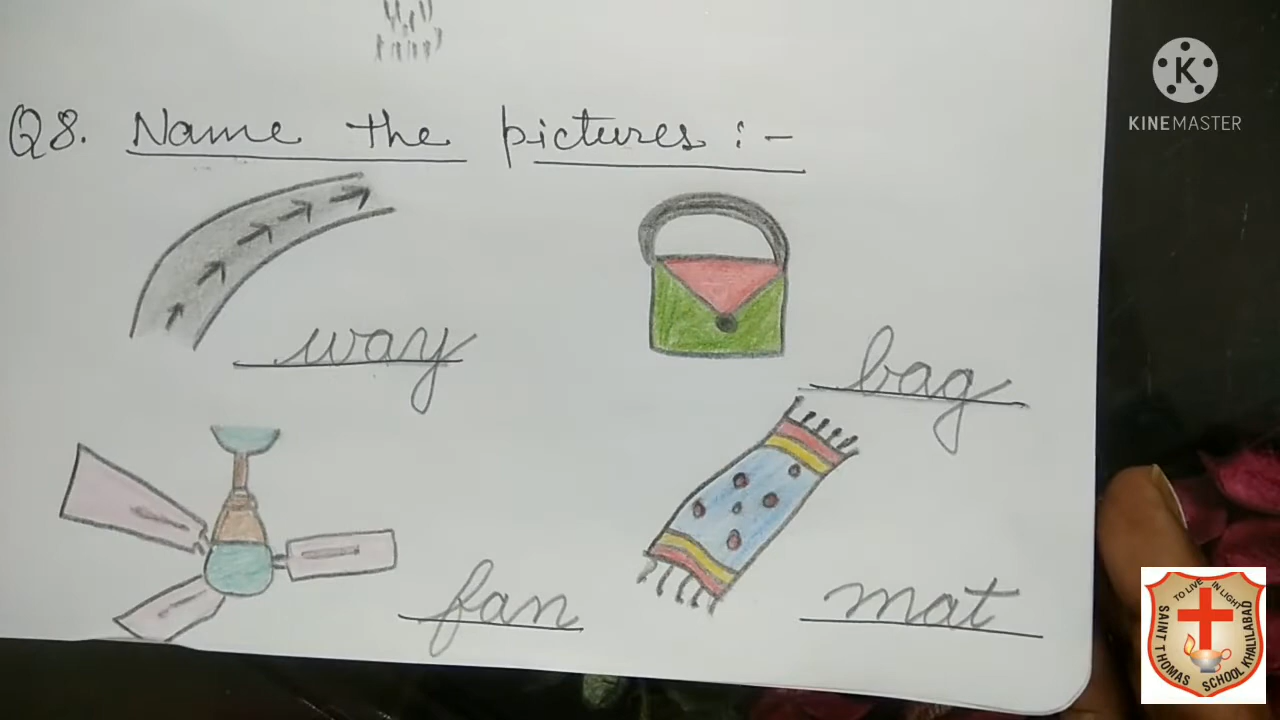 Q8. Name the pictures :-
way
bag
fan
mat
KINEMASTER
TO LIVE IN LIGHT
SAINT THOMAS SCHOOL KHALILABAD